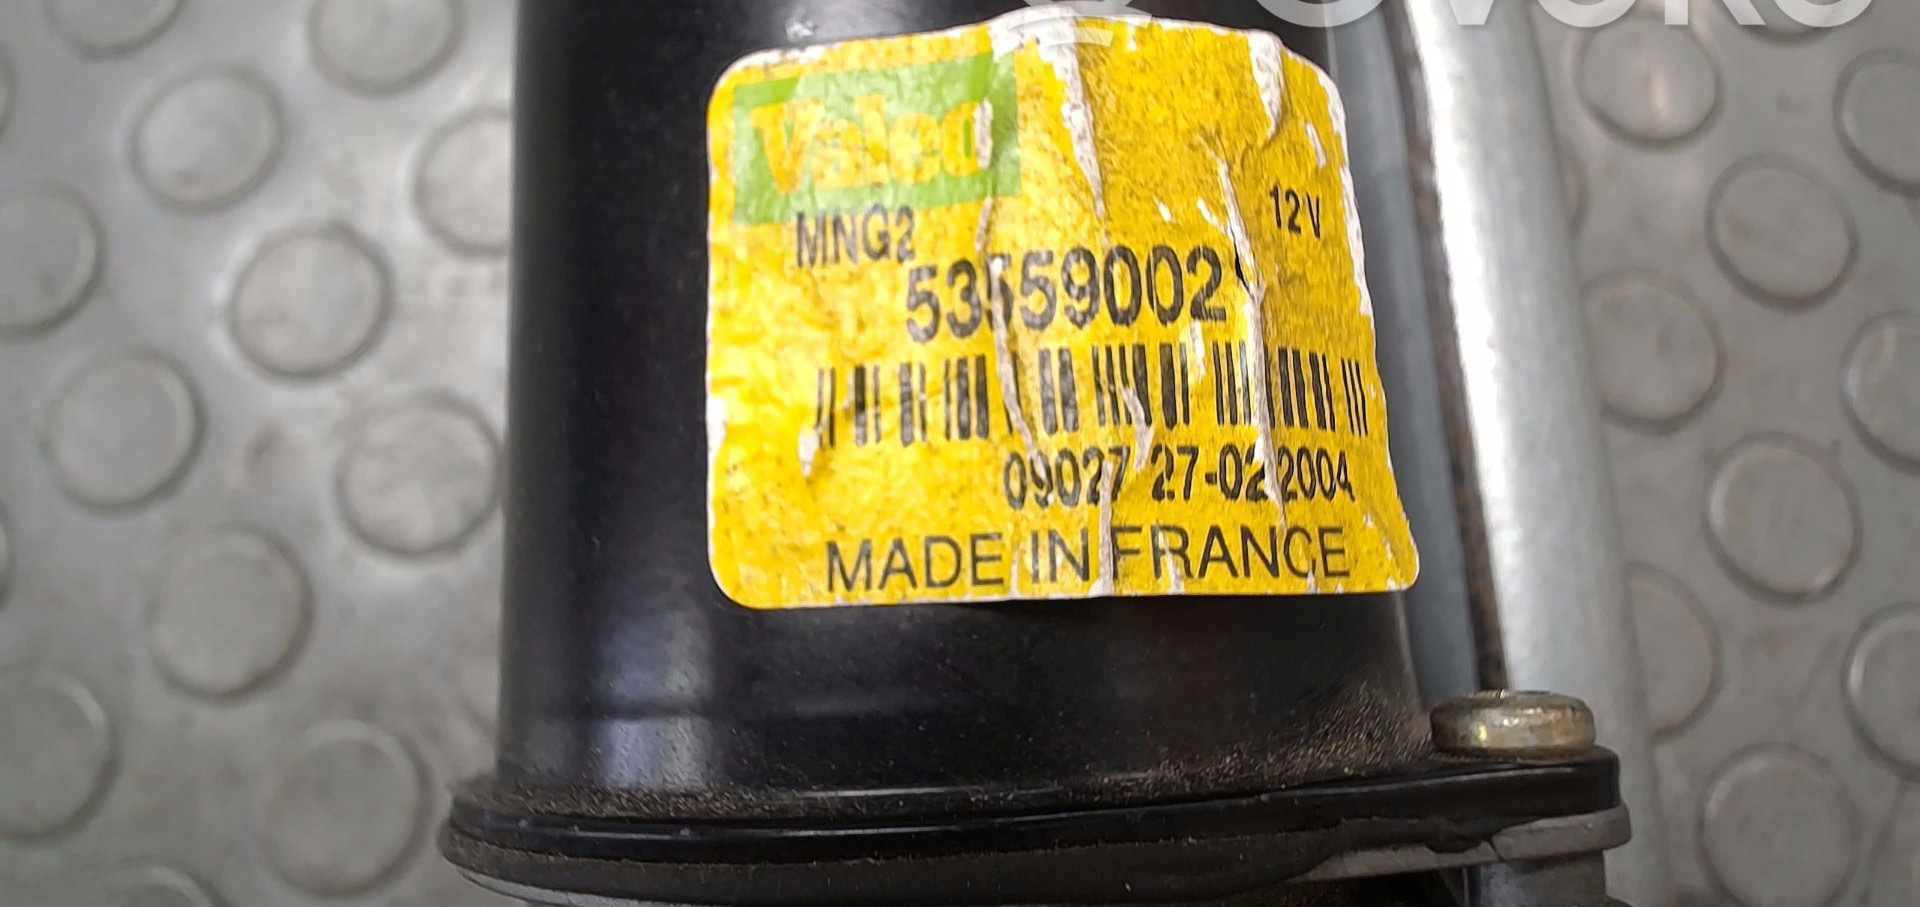 Valeo
MNG2
12V
53559002
09027 27-02-2004
MADE IN FRANCE